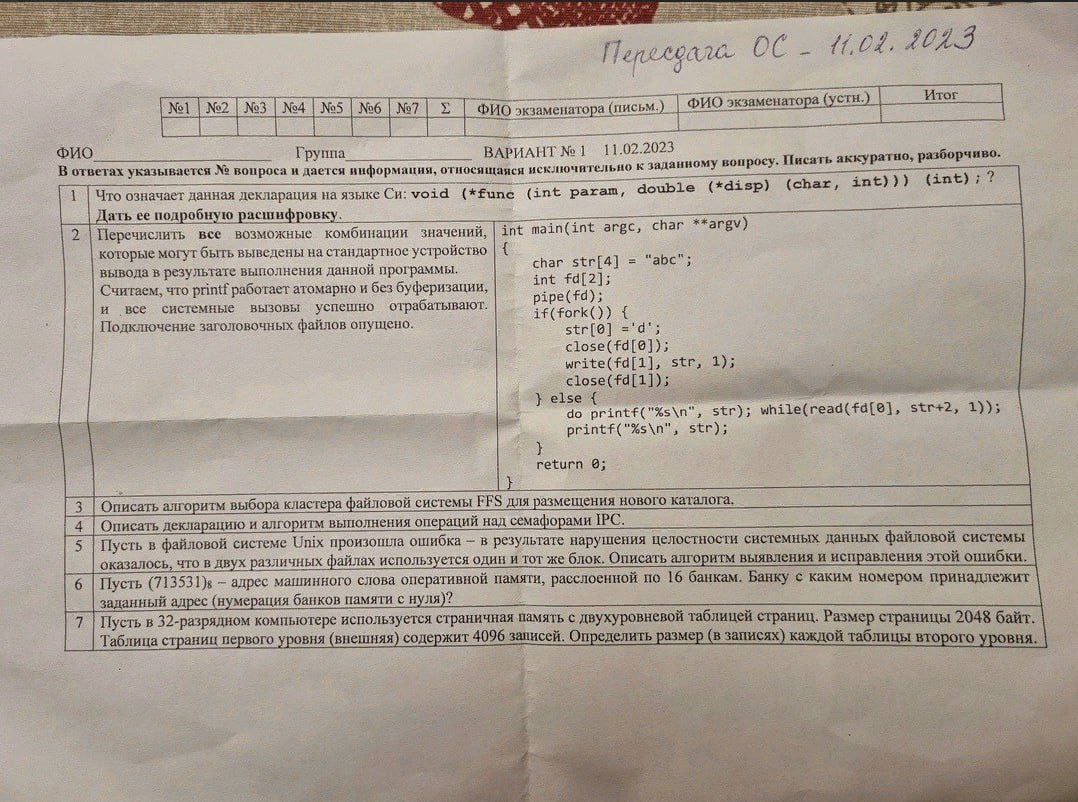 Пересдача ОС - 11.02.2023
№1 №2 №3 №4 №5 №6 №7 Σ ФИО экзаменатора (письм.) ФИО экзаменатора (устн.) Итог
ФИО Группа ВАРИАНТ № 1 11.02.2023
В ответах указывается № вопроса и дается информация, относящаяся исключительно к заданному вопросу. Писать аккуратно, разборчиво.
1 Что означает данная декларация на языке Си: void (*func (int param, double (*disp) (char, int))) (int) ; ?
Дать ее подробную расшифровку.
2 Перечислить все возможные комбинации значений,
которые могут быть выведены на стандартное устройство
вывода в результате выполнения данной программы.
Считаем, что printf работает атомарно и без буферизации,
и все системные вызовы успешно отрабатывают.
Подключение заголовочных файлов опущено.
int main(int argc, char **argv)
{
char str[4] = "abc";
int fd[2];
pipe(fd);
if(fork()) {
str[0] ='d';
close(fd[0]);
write(fd[1], str, 1);
close(fd[1]);
} else {
do printf("%s\n", str); while(read(fd[0], str+2, 1));
printf("%s\n", str);
}
return 0;
}
3 Описать алгоритм выбора кластера файловой системы FFS для размещения нового каталога.
4 Описать декларацию и алгоритм выполнения операций над семафорами IPC.
5 Пусть в файловой системе Unix произошла ошибка – в результате нарушения целостности системных данных файловой системы
оказалось, что в двух различных файлах используется один и тот же блок. Описать алгоритм выявления и исправления этой ошибки.
6 Пусть (713531)₈ – адрес машинного слова оперативной памяти, расслоенной по 16 банкам. Банку с каким номером принадлежит
заданный адрес (нумерация банков памяти с нуля)?
7 Пусть в 32-разрядном компьютере используется страничная память с двухуровневой таблицей страниц. Размер страницы 2048 байт.
Таблица страниц первого уровня (внешняя) содержит 4096 записей. Определить размер (в записях) каждой таблицы второго уровня.